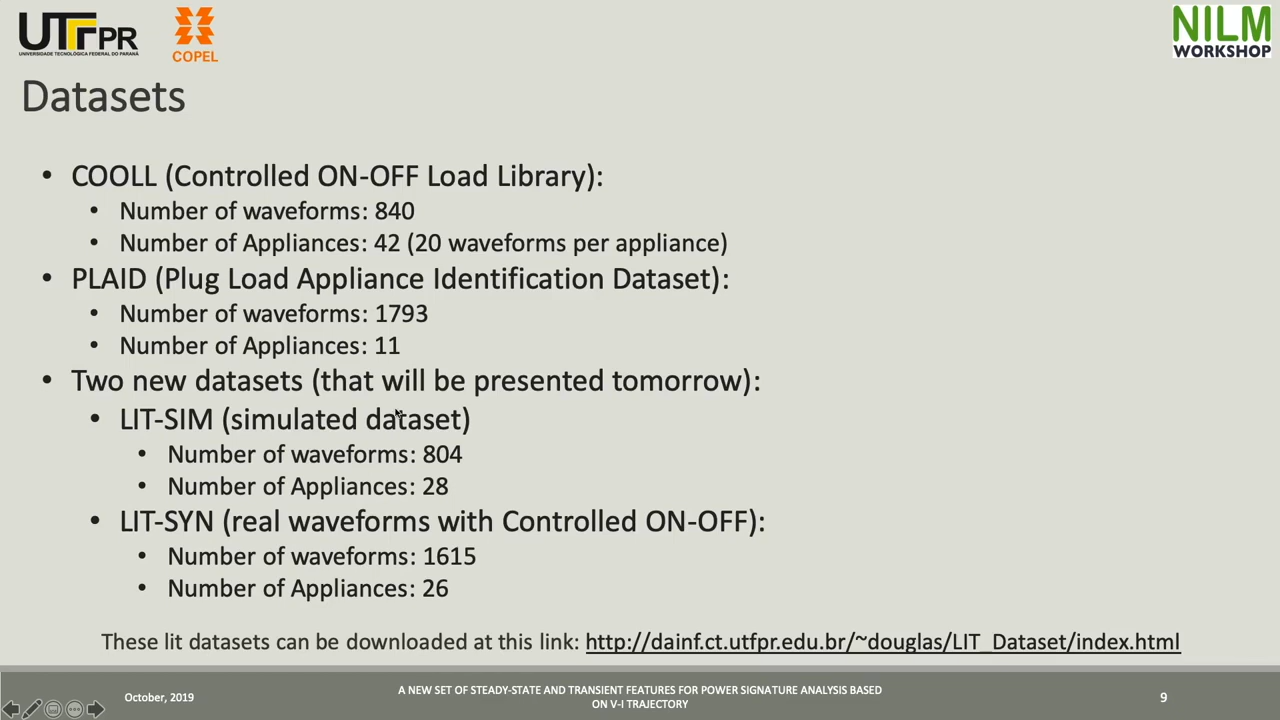 UTFPR
UNIVERSIDADE TECNOLÓGICA FEDERAL DO PARANÁ
COPEL
NILM
WORKSHOP
Datasets
• COOLL (Controlled ON-OFF Load Library):
• Number of waveforms: 840
• Number of Appliances: 42 (20 waveforms per appliance)
• PLAID (Plug Load Appliance Identification Dataset):
• Number of waveforms: 1793
• Number of Appliances: 11
• Two new datasets (that will be presented tomorrow):
• LIT-SIM (simulated dataset)
• Number of waveforms: 804
• Number of Appliances: 28
• LIT-SYN (real waveforms with Controlled ON-OFF):
• Number of waveforms: 1615
• Number of Appliances: 26
These lit datasets can be downloaded at this link: http://dainf.ct.utfpr.edu.br/~douglas/LIT_Dataset/index.html
October, 2019
A NEW SET OF STEADY-STATE AND TRANSIENT FEATURES FOR POWER SIGNATURE ANALYSIS BASED
ON V-I TRAJECTORY
9